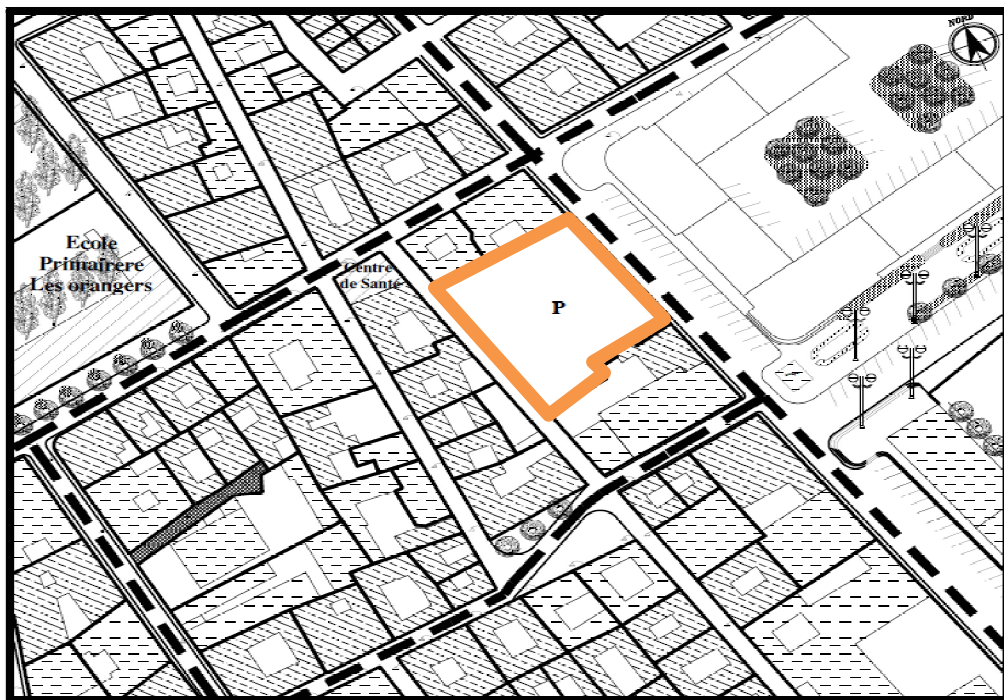 NORD
Ecole
Primairere
Les orangers
Centre
de Santé
P